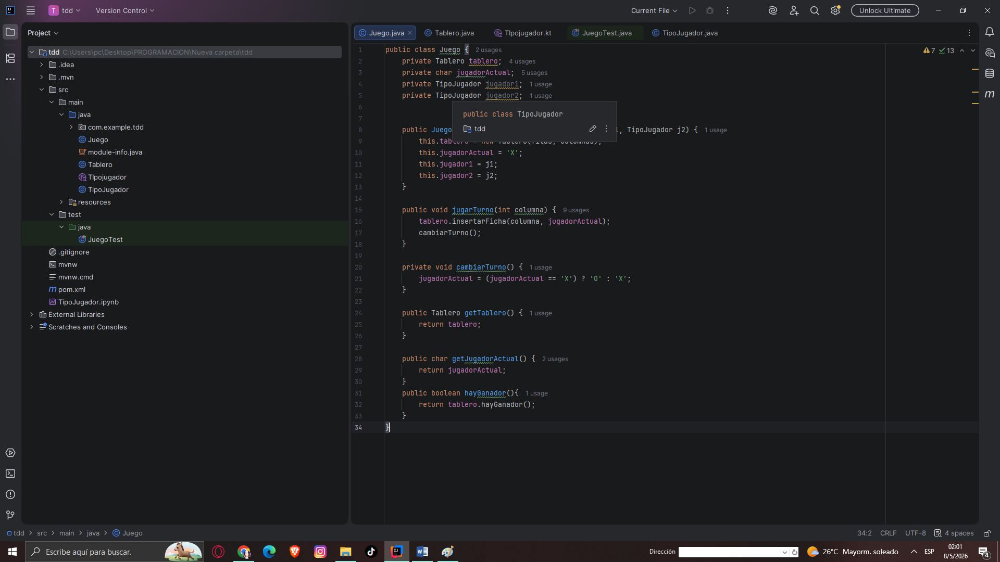 T tdd Version Control Current File Unlock Ultimate
Project
Juego.java Tablero.java TIpojugador.kt JuegoTest.java TipoJugador.java
tdd C:\Users\pc\Desktop\PROGRAMACION\Nueva carpeta\tdd
.idea
.mvn
src
main
java
com.example.tdd
Juego
module-info.java
Tablero
TIpojugador
TipoJugador
resources
test
java
JuegoTest
.gitignore
mvnw
mvnw.cmd
pom.xml
TipoJugador.ipynb
External Libraries
Scratches and Consoles
7 13
1 public class Juego { 2 usages
2 private Tablero tablero; 4 usages
3 private char jugadorActual; 5 usages
4 private TipoJugador jugador1; 1 usage
5 private TipoJugador jugador2; 1 usage
6
7
public class TipoJugador
tdd
8 public Juego 1, TipoJugador j2) { 1 usage
9 this.tablero = new Tablero(filas, columnas);
10 this.jugadorActual = 'X';
11 this.jugador1 = j1;
12 this.jugador2 = j2;
13 }
14
15 public void jugarTurno(int columna) { 9 usages
16 tablero.insertarFicha(columna, jugadorActual);
17 cambiarTurno();
18 }
19
20 private void cambiarTurno() { 1 usage
21 jugadorActual = (jugadorActual == 'X') ? 'O' : 'X';
22 }
23
24 public Tablero getTablero() { 1 usage
25 return tablero;
26 }
27
28 public char getJugadorActual() { 2 usages
29 return jugadorActual;
30 }
31 public boolean hayGanador(){ 1 usage
32 return tablero.hayGanador();
33 }
34 }
tdd > src > main > java > Juego 34:2 CRLF UTF-8 4 spaces
Escribe aquí para buscar. Dirección 26°C Mayorm. soleado ESP 02:01
8/5/2026 4